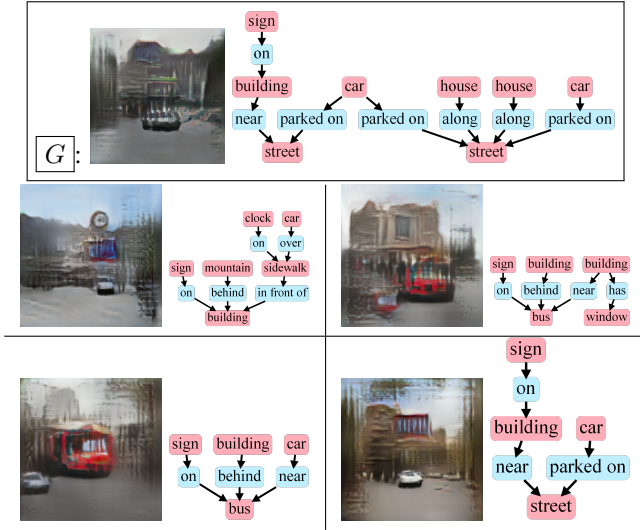 sign
on
building car house house car
near parked on parked on along along parked on
G:
street street
clock car
on over
sign mountain sidewalk
on behind in front of
building
sign building building
on behind near has
bus window
sign building car
on behind near
bus
sign
on
building car
near parked on
street